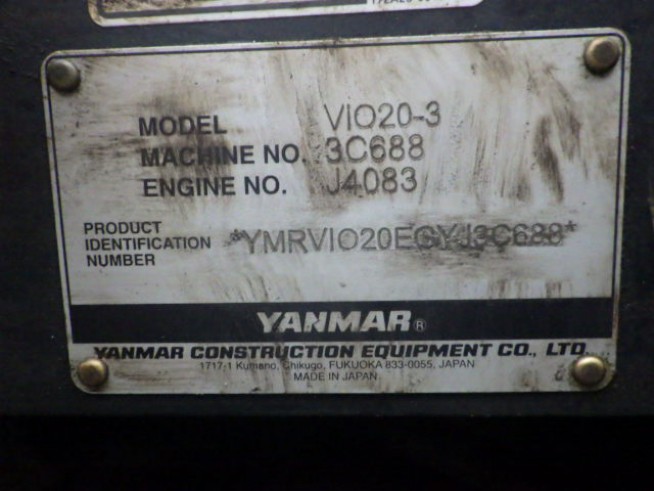 MODEL VIO20-3
MACHINE NO. 3C688
ENGINE NO. J4083
PRODUCT
IDENTIFICATION
NUMBER
*YMRVIO20EGYJ3C688*
YANMAR®
YANMAR CONSTRUCTION EQUIPMENT CO., LTD.
1717-1 Kumano, Chikugo, FUKUOKA 833-0055, JAPAN
MADE IN JAPAN